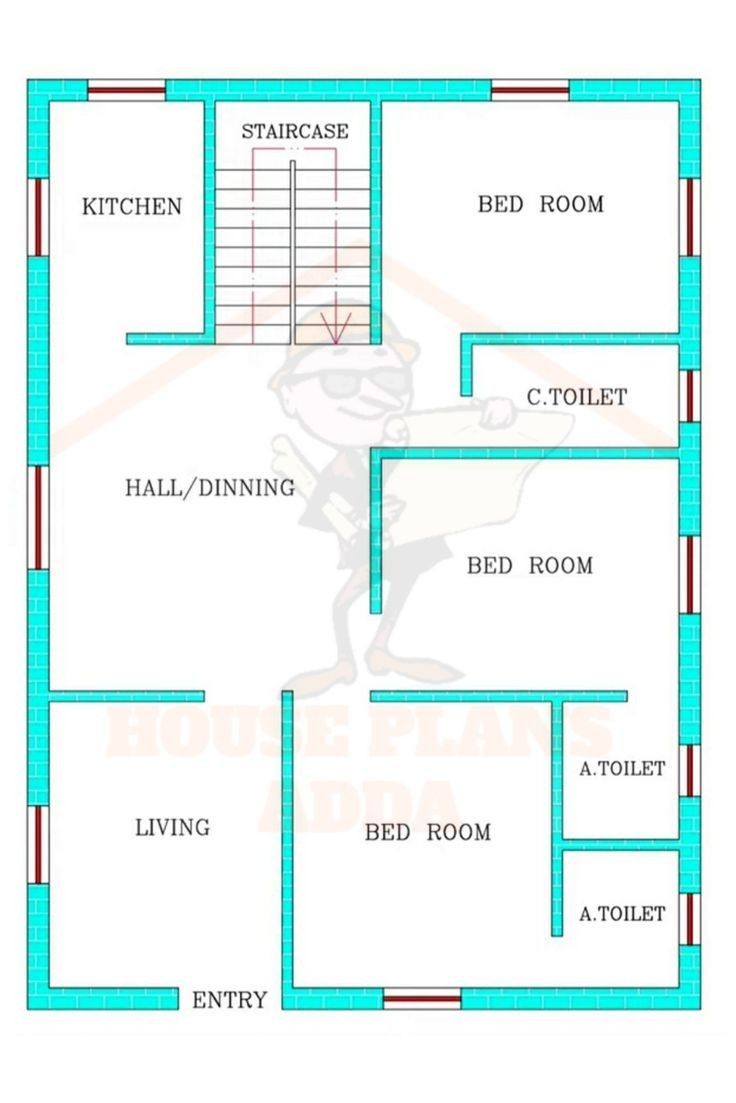 STAIRCASE
KITCHEN
BED ROOM
C.TOILET
HALL/DINNING
BED ROOM
HOUSE PLANS
ADDA
A.TOILET
LIVING
BED ROOM
A.TOILET
ENTRY